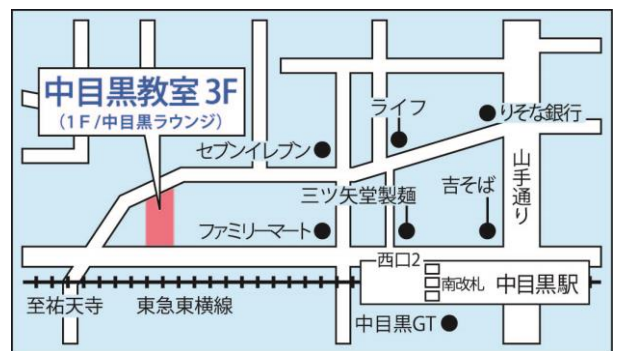 中目黒教室 3F
(1F/中目黒ラウンジ)
ライフ
りそな銀行
セブンイレブン
山手通り
三ツ矢堂製麺
吉そば
ファミリーマート
西口2
南改札
中目黒駅
至祐天寺
東急東横線
中目黒GT